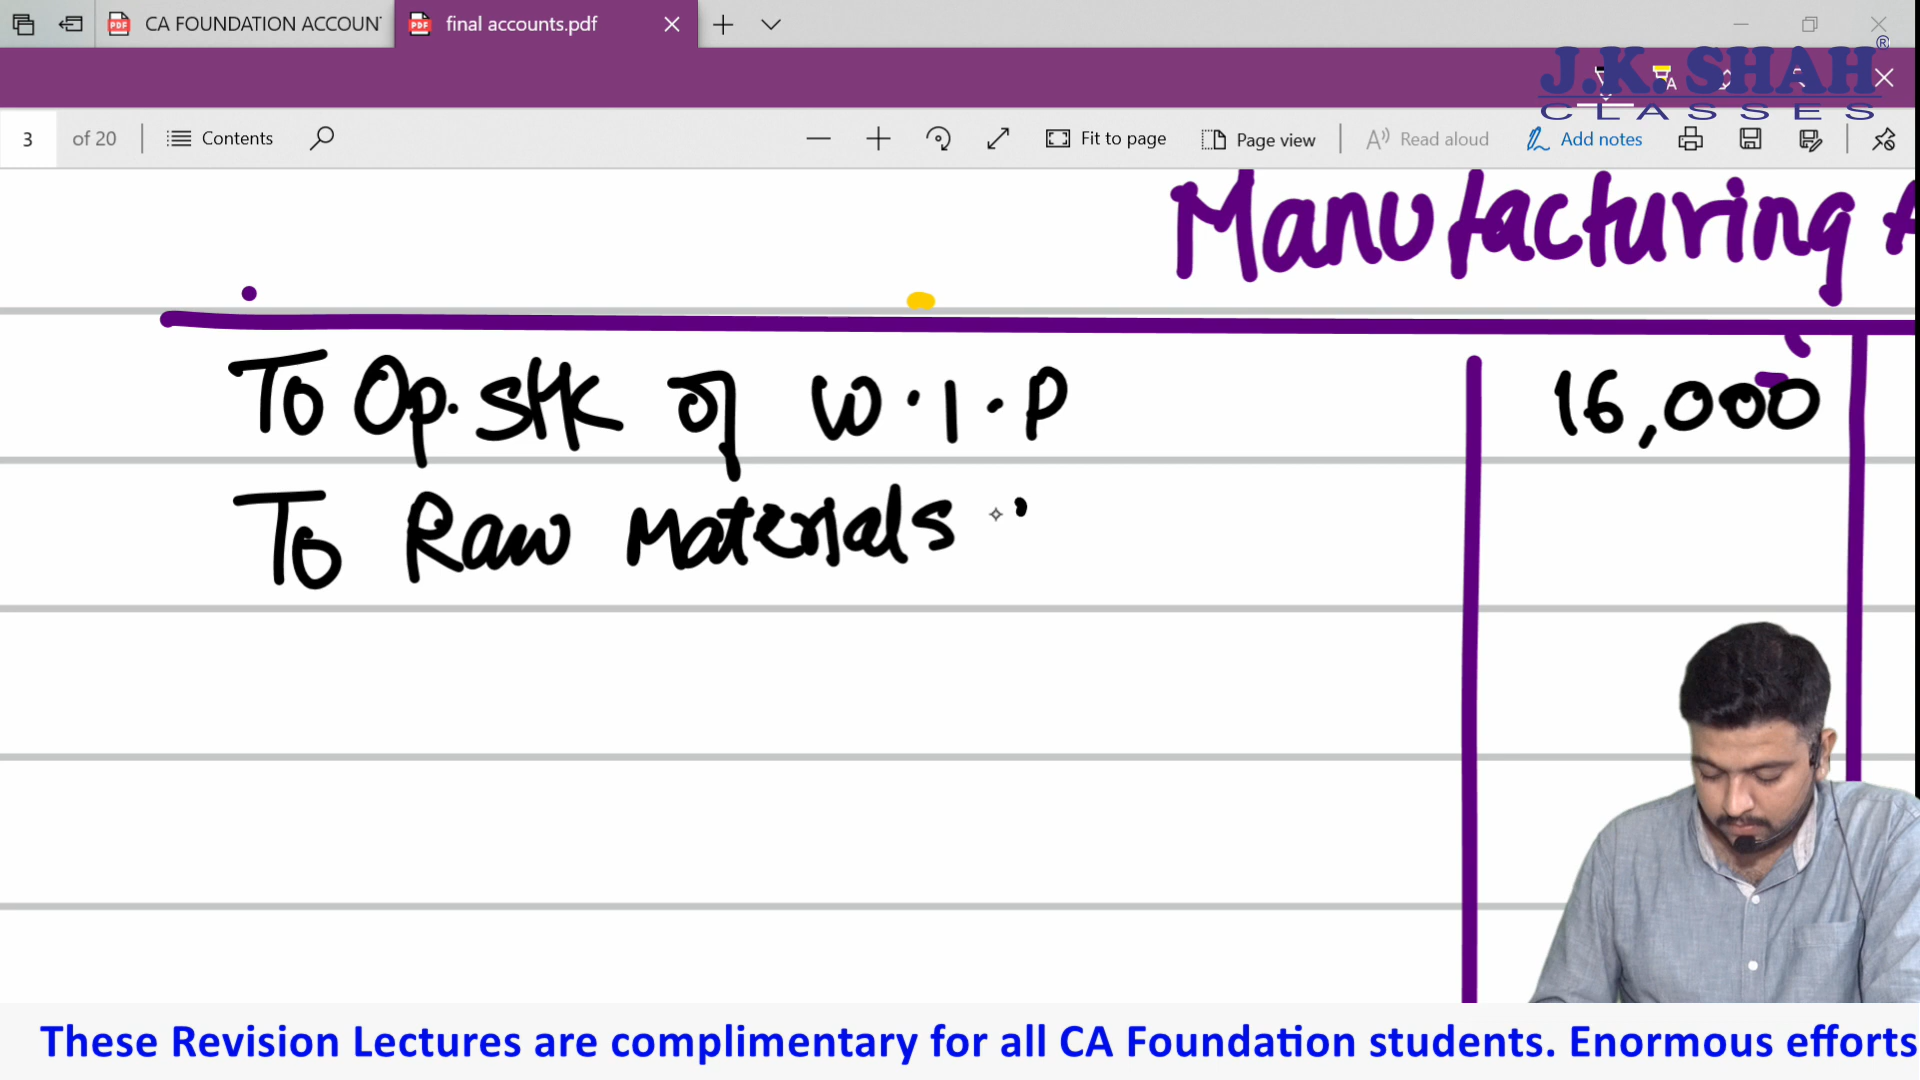 CA FOUNDATION ACCOUN
final accounts.pdf
J.K. SHAH®
CLASSES
3 of 20
Contents
Fit to page
Page view
Read aloud
Add notes
Manufacturing A
To Op. stk of W.I.P 16,000
To Raw Materials
These Revision Lectures are complimentary for all CA Foundation students. Enormous efforts